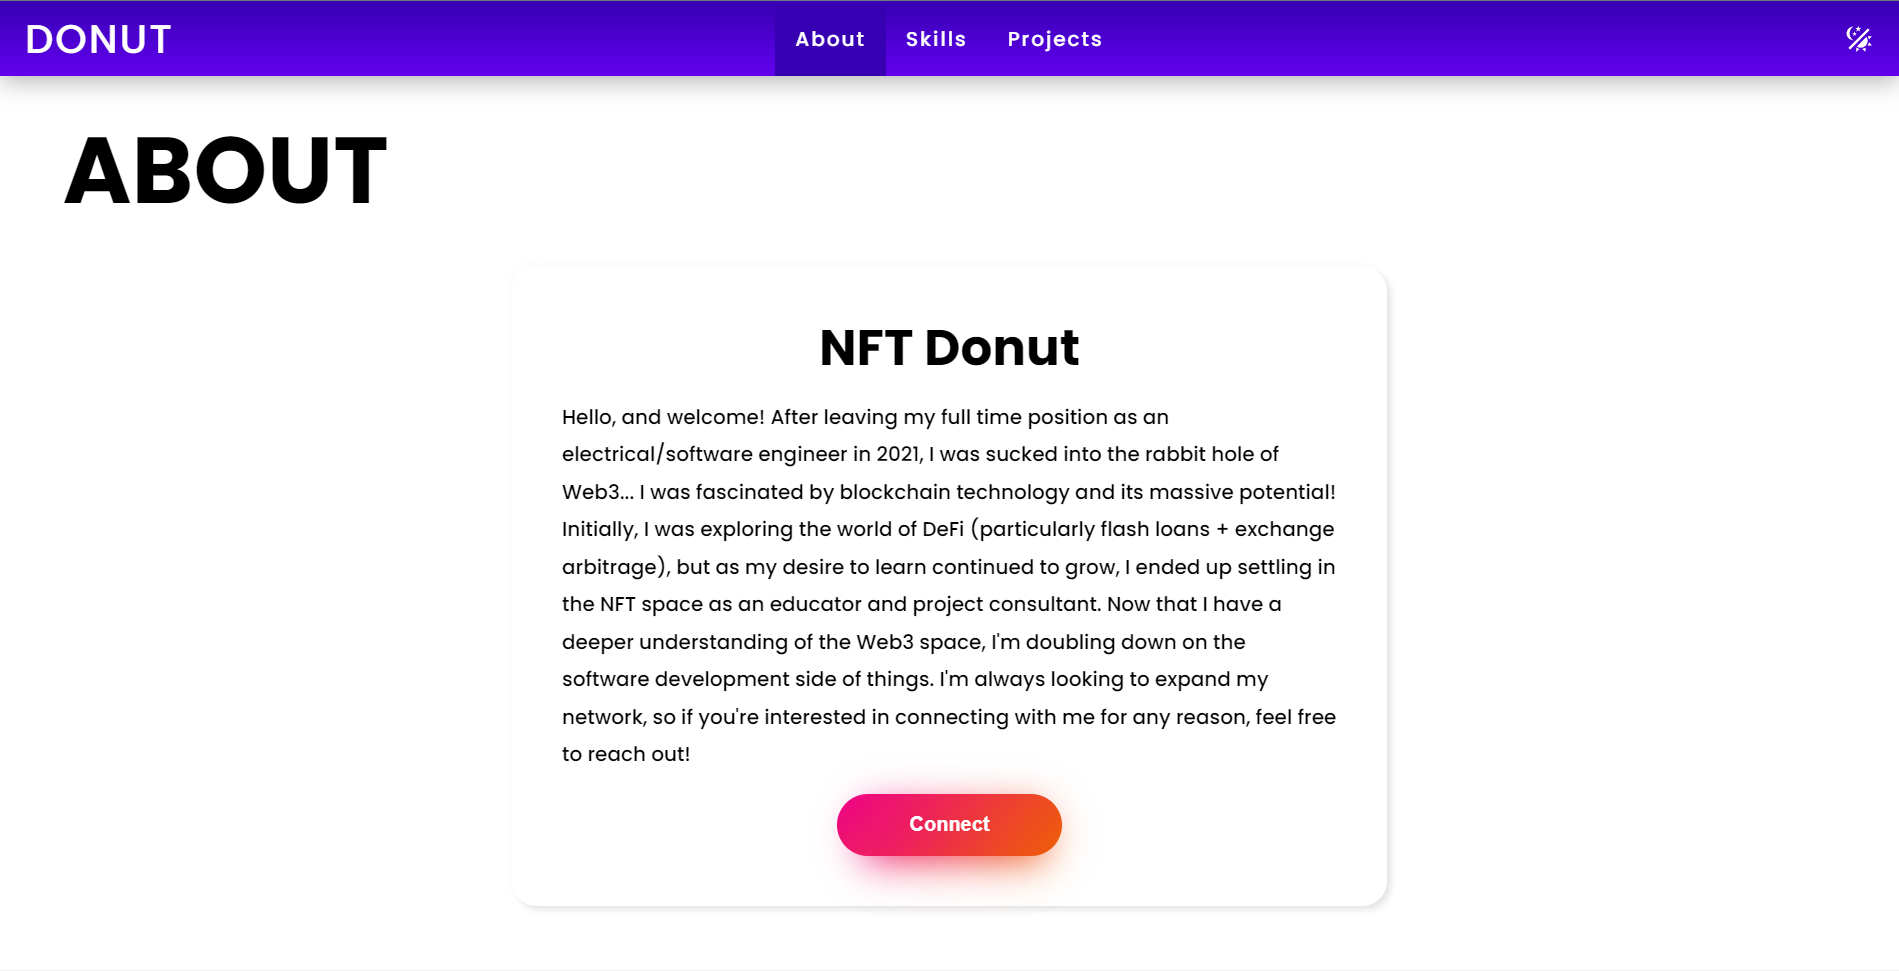 DONUT
About Skills Projects
ABOUT
NFT Donut
Hello, and welcome! After leaving my full time position as an
electrical/software engineer in 2021, I was sucked into the rabbit hole of
Web3... I was fascinated by blockchain technology and its massive potential!
Initially, I was exploring the world of DeFi (particularly flash loans + exchange
arbitrage), but as my desire to learn continued to grow, I ended up settling in
the NFT space as an educator and project consultant. Now that I have a
deeper understanding of the Web3 space, I'm doubling down on the
software development side of things. I'm always looking to expand my
network, so if you're interested in connecting with me for any reason, feel free
to reach out!
Connect